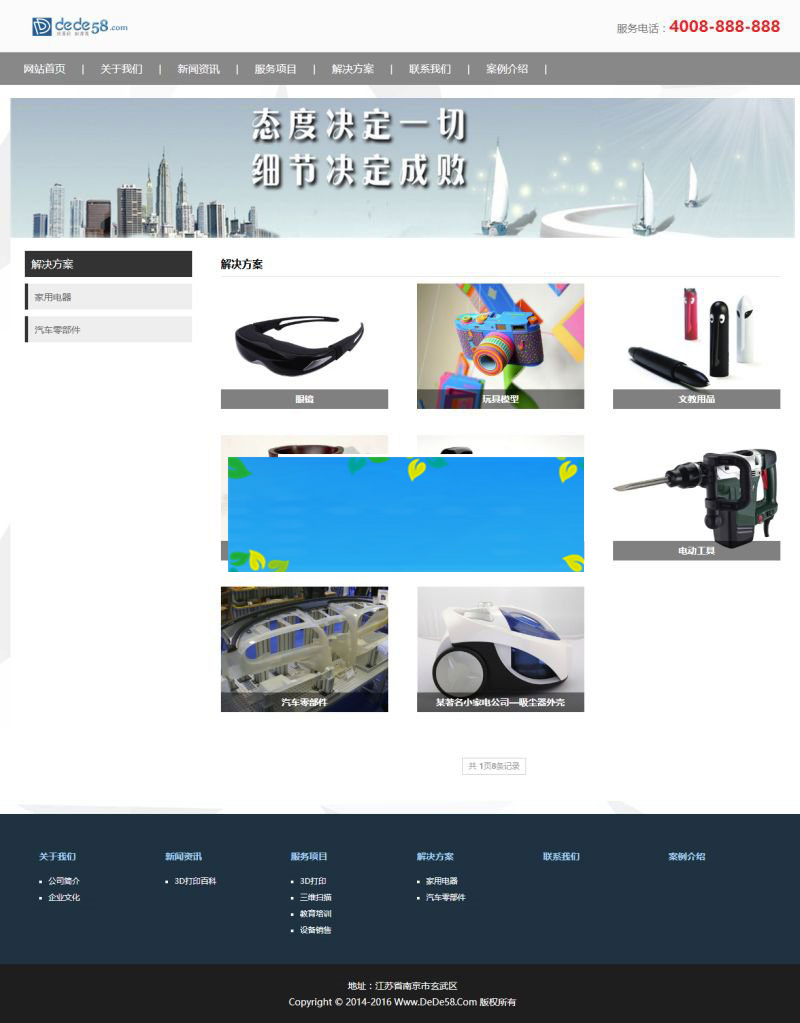 dede58.com
服务电话：4008-888-888
网站首页 | 关于我们 | 新闻资讯 | 服务项目 | 解决方案 | 联系我们 | 案例介绍 |
态度决定一切
细节决定成败
解决方案
家用电器
汽车零部件
解决方案
眼镜
玩具模型
文教用品
电动工具
汽车零部件
某著名小家电公司—吸尘器外壳
共 1页8条记录
关于我们
公司简介
企业文化
新闻资讯
3D打印百科
服务项目
3D打印
三维扫描
教育培训
设备销售
解决方案
家用电器
汽车零部件
联系我们
案例介绍
地址：江苏省南京市玄武区
Copyright © 2014-2016 Www.DeDe58.Com 版权所有